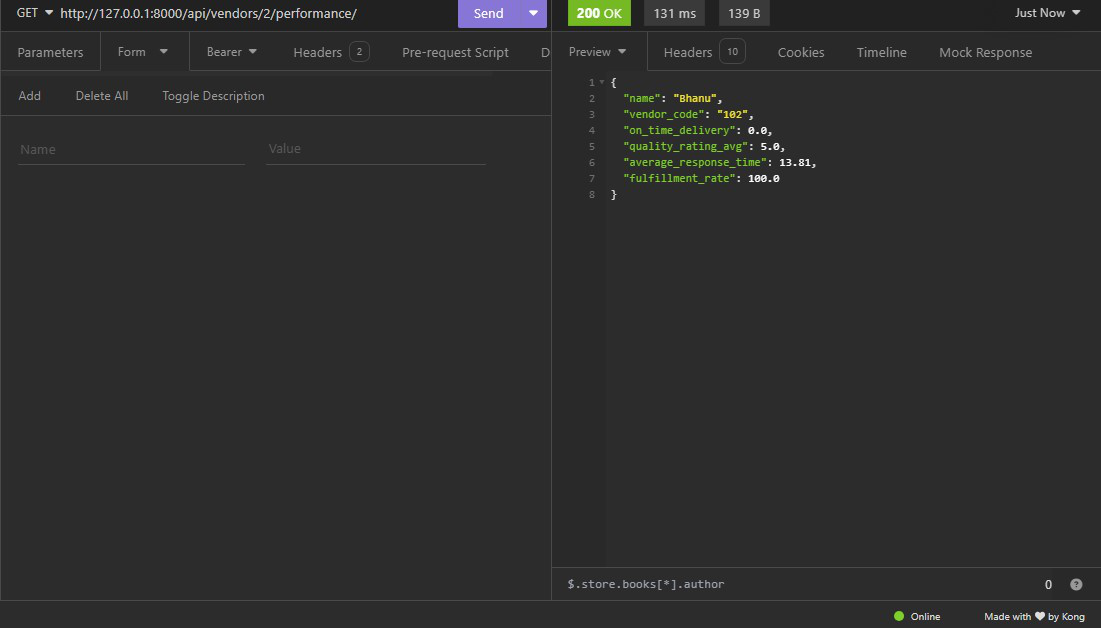 GET http://127.0.0.1:8000/api/vendors/2/performance/ Send
200 OK 131 ms 139 B Just Now
Parameters Form Bearer Headers 2 Pre-request Script D
Preview Headers 10 Cookies Timeline Mock Response
Add Delete All Toggle Description
Name Value
1 {
2 "name": "Bhanu",
3 "vendor_code": "102",
4 "on_time_delivery": 0.0,
5 "quality_rating_avg": 5.0,
6 "average_response_time": 13.81,
7 "fulfillment_rate": 100.0
8 }
$.store.books[*].author 0 ?
Online Made with ♥ by Kong